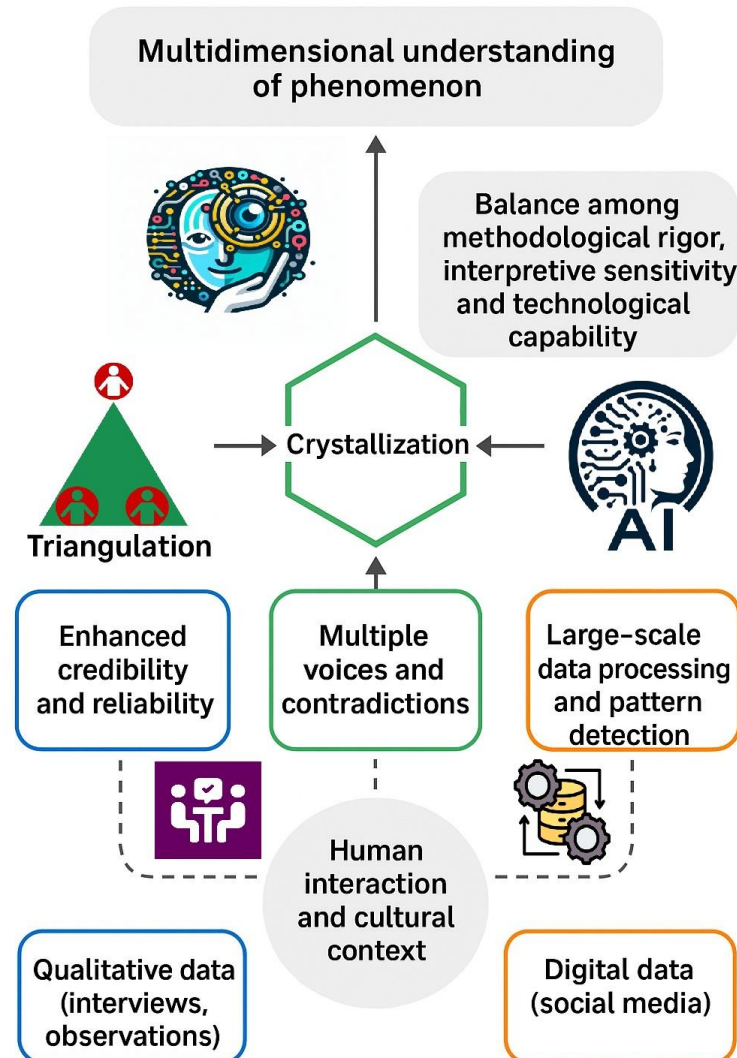 Multidimensional understanding
of phenomenon
Balance among
methodological rigor,
interpretive sensitivity
and technological
capability
Crystallization
Triangulation
AI
Enhanced
credibility
and reliability
Multiple
voices and
contradictions
Large-scale
data processing
and pattern
detection
Human
interaction
and cultural
context
Qualitative data
(interviews,
observations)
Digital data
(social media)